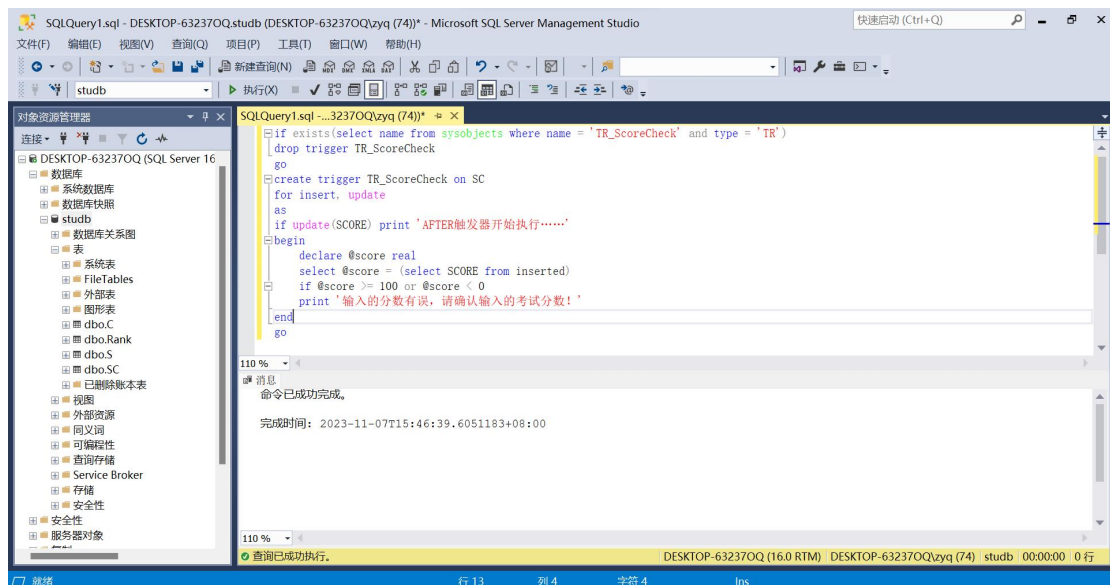 SQLQuery1.sql - DESKTOP-63237OQ.studb (DESKTOP-63237OQ\zyq (74))* - Microsoft SQL Server Management Studio
快速启动 (Ctrl+Q)
文件(F) 编辑(E) 视图(V) 查询(Q) 项目(P) 工具(T) 窗口(W) 帮助(H)
新建查询(N)
studb
执行(X)
对象资源管理器
SQLQuery1.sql -...3237OQ\zyq (74))*
连接
DESKTOP-63237OQ (SQL Server 16
数据库
系统数据库
数据库快照
studb
数据库关系图
表
系统表
FileTables
外部表
图形表
dbo.C
dbo.Rank
dbo.S
dbo.SC
已删除账本表
视图
外部资源
同义词
可编程性
查询存储
Service Broker
存储
安全性
安全性
服务器对象
if exists(select name from sysobjects where name = 'TR_ScoreCheck' and type = 'TR')
drop trigger TR_ScoreCheck
go
create trigger TR_ScoreCheck on SC
for insert, update
as
if update(SCORE) print 'AFTER触发器开始执行……'
begin
declare @score real
select @score = (select SCORE from inserted)
if @score >= 100 or @score < 0
print '输入的分数有误，请确认输入的考试分数！'
end
go
110 %
消息
命令已成功完成。
完成时间: 2023-11-07T15:46:39.6051183+08:00
110 %
查询已成功执行。
DESKTOP-63237OQ (16.0 RTM) DESKTOP-63237OQ\zyq (74) studb 00:00:00 0 行
就绪 行 13 列 4 字符 4 Ins